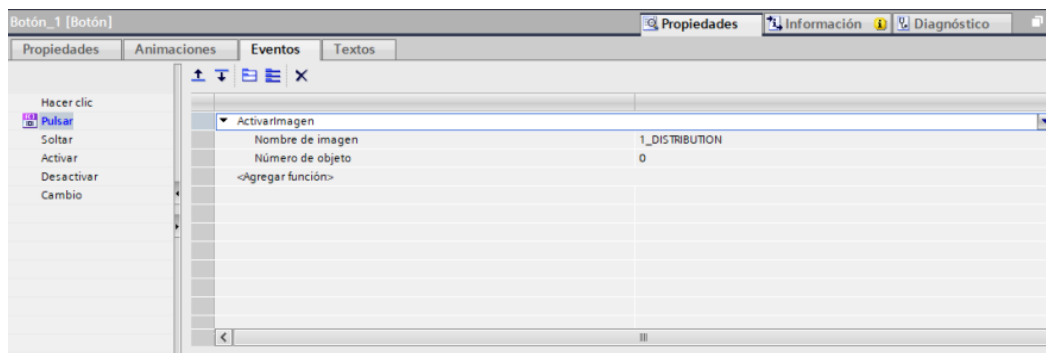 Botón_1 [Botón]
Propiedades Información Diagnóstico
Propiedades Animaciones Eventos Textos
Hacer clic
Pulsar
Soltar
Activar
Desactivar
Cambio
ActivarImagen
Nombre de imagen 1_DISTRIBUTION
Número de objeto 0
<Agregar función>